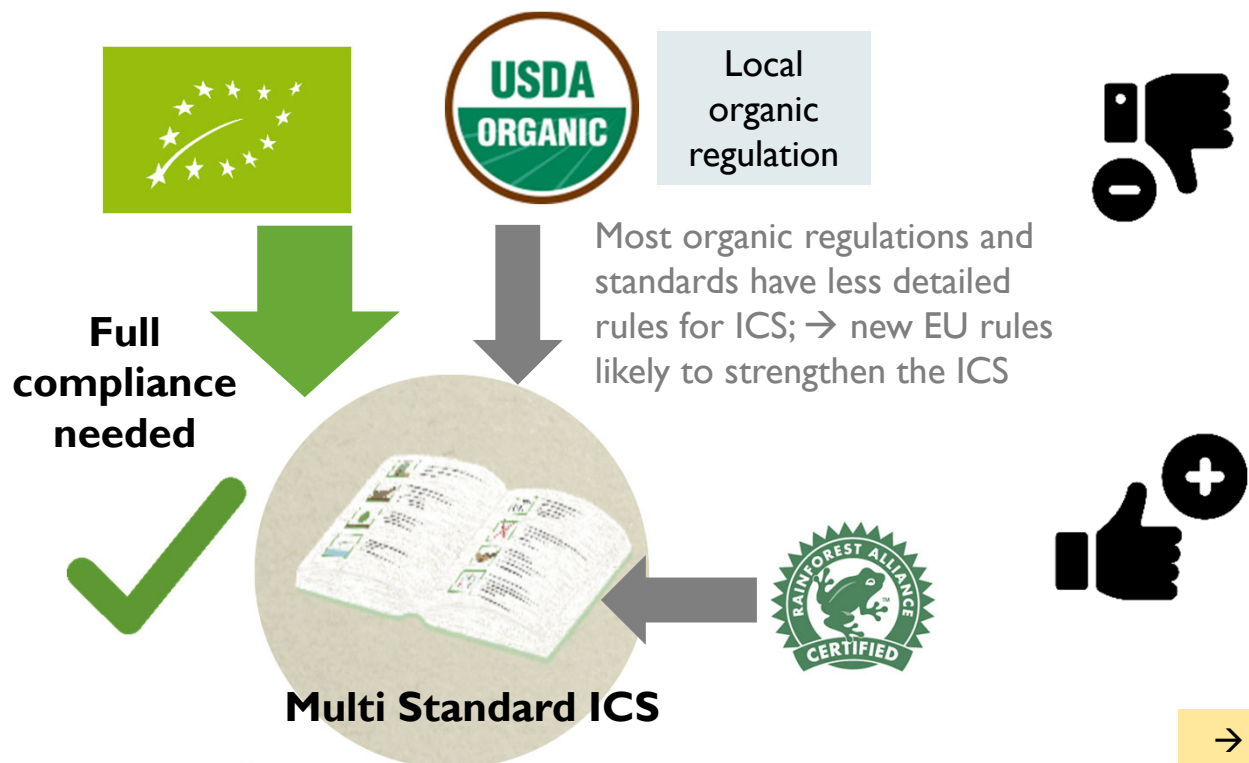 USDA
ORGANIC
Local
organic
regulation
Most organic regulations and
standards have less detailed
rules for ICS; → new EU rules
likely to strengthen the ICS
Full
compliance
needed
RAINFOREST ALLIANCE
TM
CERTIFIED
Multi Standard ICS
→